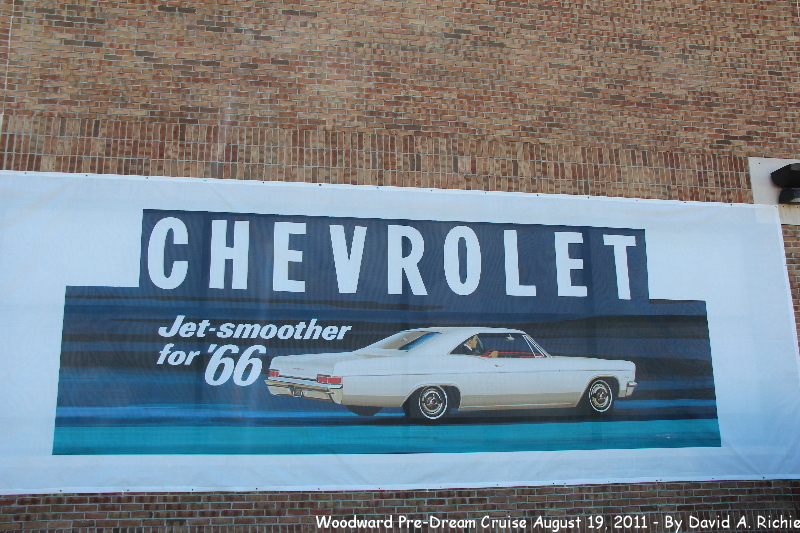 CHEVROLET
Jet-smoother
for '66
Woodward Pre-Dream Cruise August 19, 2011 - By David A. Richie